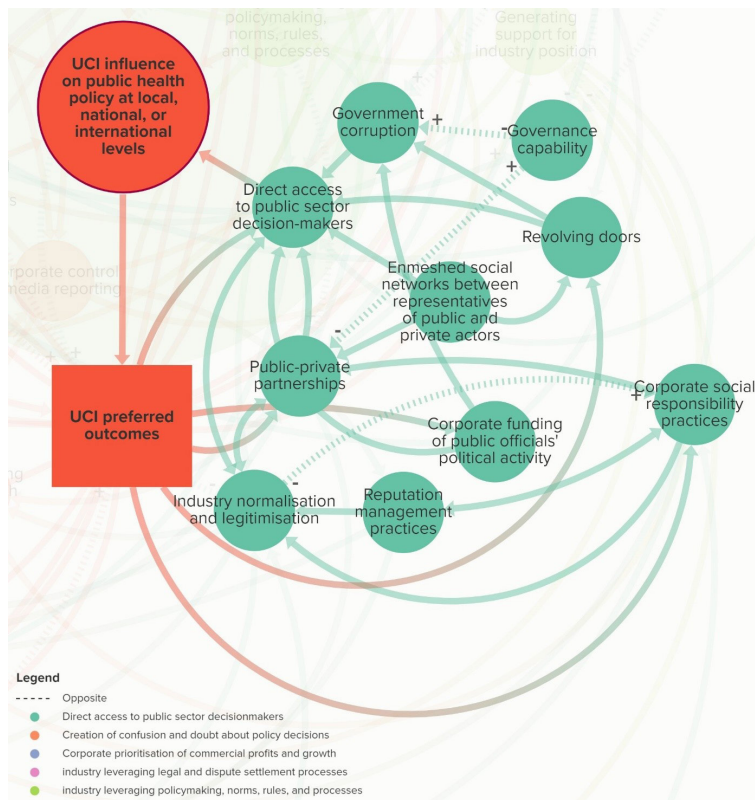 policymaking,
norms, rules,
and processes
Generating
support for
industry position
UCI influence
on public health
policy at local,
national, or
international
levels
Government
corruption
+
-
Governance
capability
+
Direct access
to public sector
decision-makers
Revolving doors
Enmeshed social
networks between
representatives
of public and
private actors
-
Public-private
partnerships
UCI preferred
outcomes
+
Corporate social
responsibility
practices
Corporate funding
of public officials'
political activity
-
Industry normalisation
and legitimisation
Reputation
management
practices
Legend
Opposite
Direct access to public sector decisionmakers
Creation of confusion and doubt about policy decisions
Corporate prioritisation of commercial profits and growth
industry leveraging legal and dispute settlement processes
industry leveraging policymaking, norms, rules, and processes